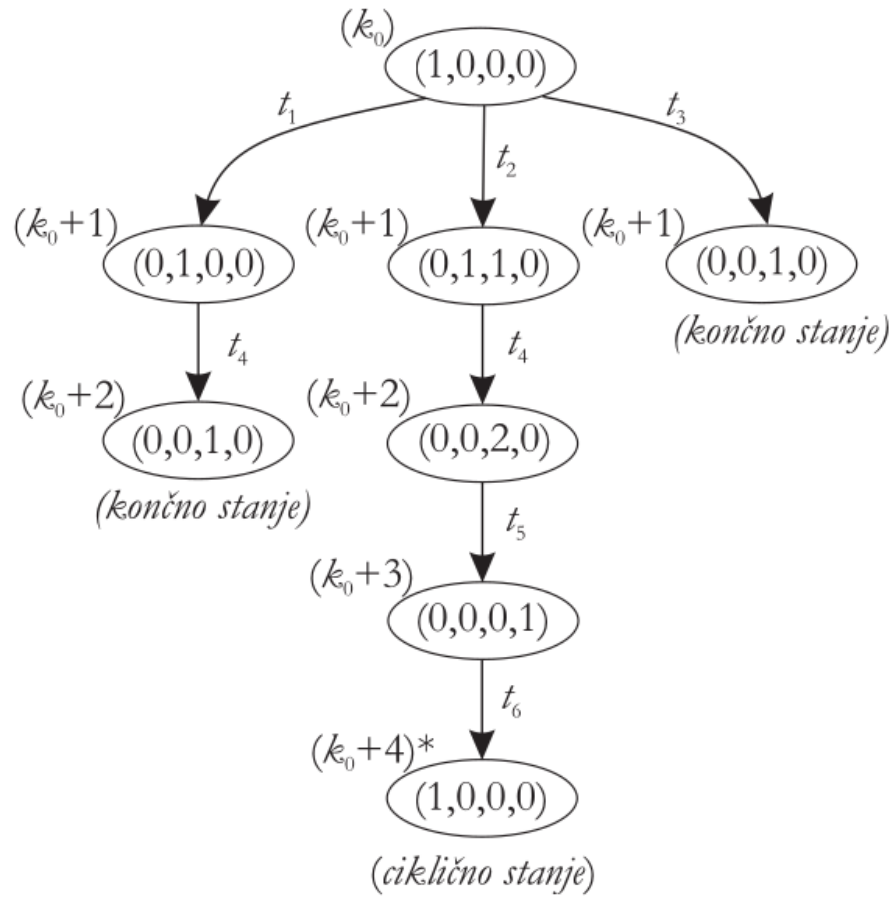 (k₀)
(1,0,0,0)
t₁
t₂
t₃
(k₀+1)
(0,1,0,0)
(k₀+1)
(0,1,1,0)
(k₀+1)
(0,0,1,0)
(končno stanje)
t₄
t₄
(k₀+2)
(0,0,1,0)
(končno stanje)
(k₀+2)
(0,0,2,0)
t₅
(k₀+3)
(0,0,0,1)
t₆
(k₀+4)*
(1,0,0,0)
(ciklično stanje)